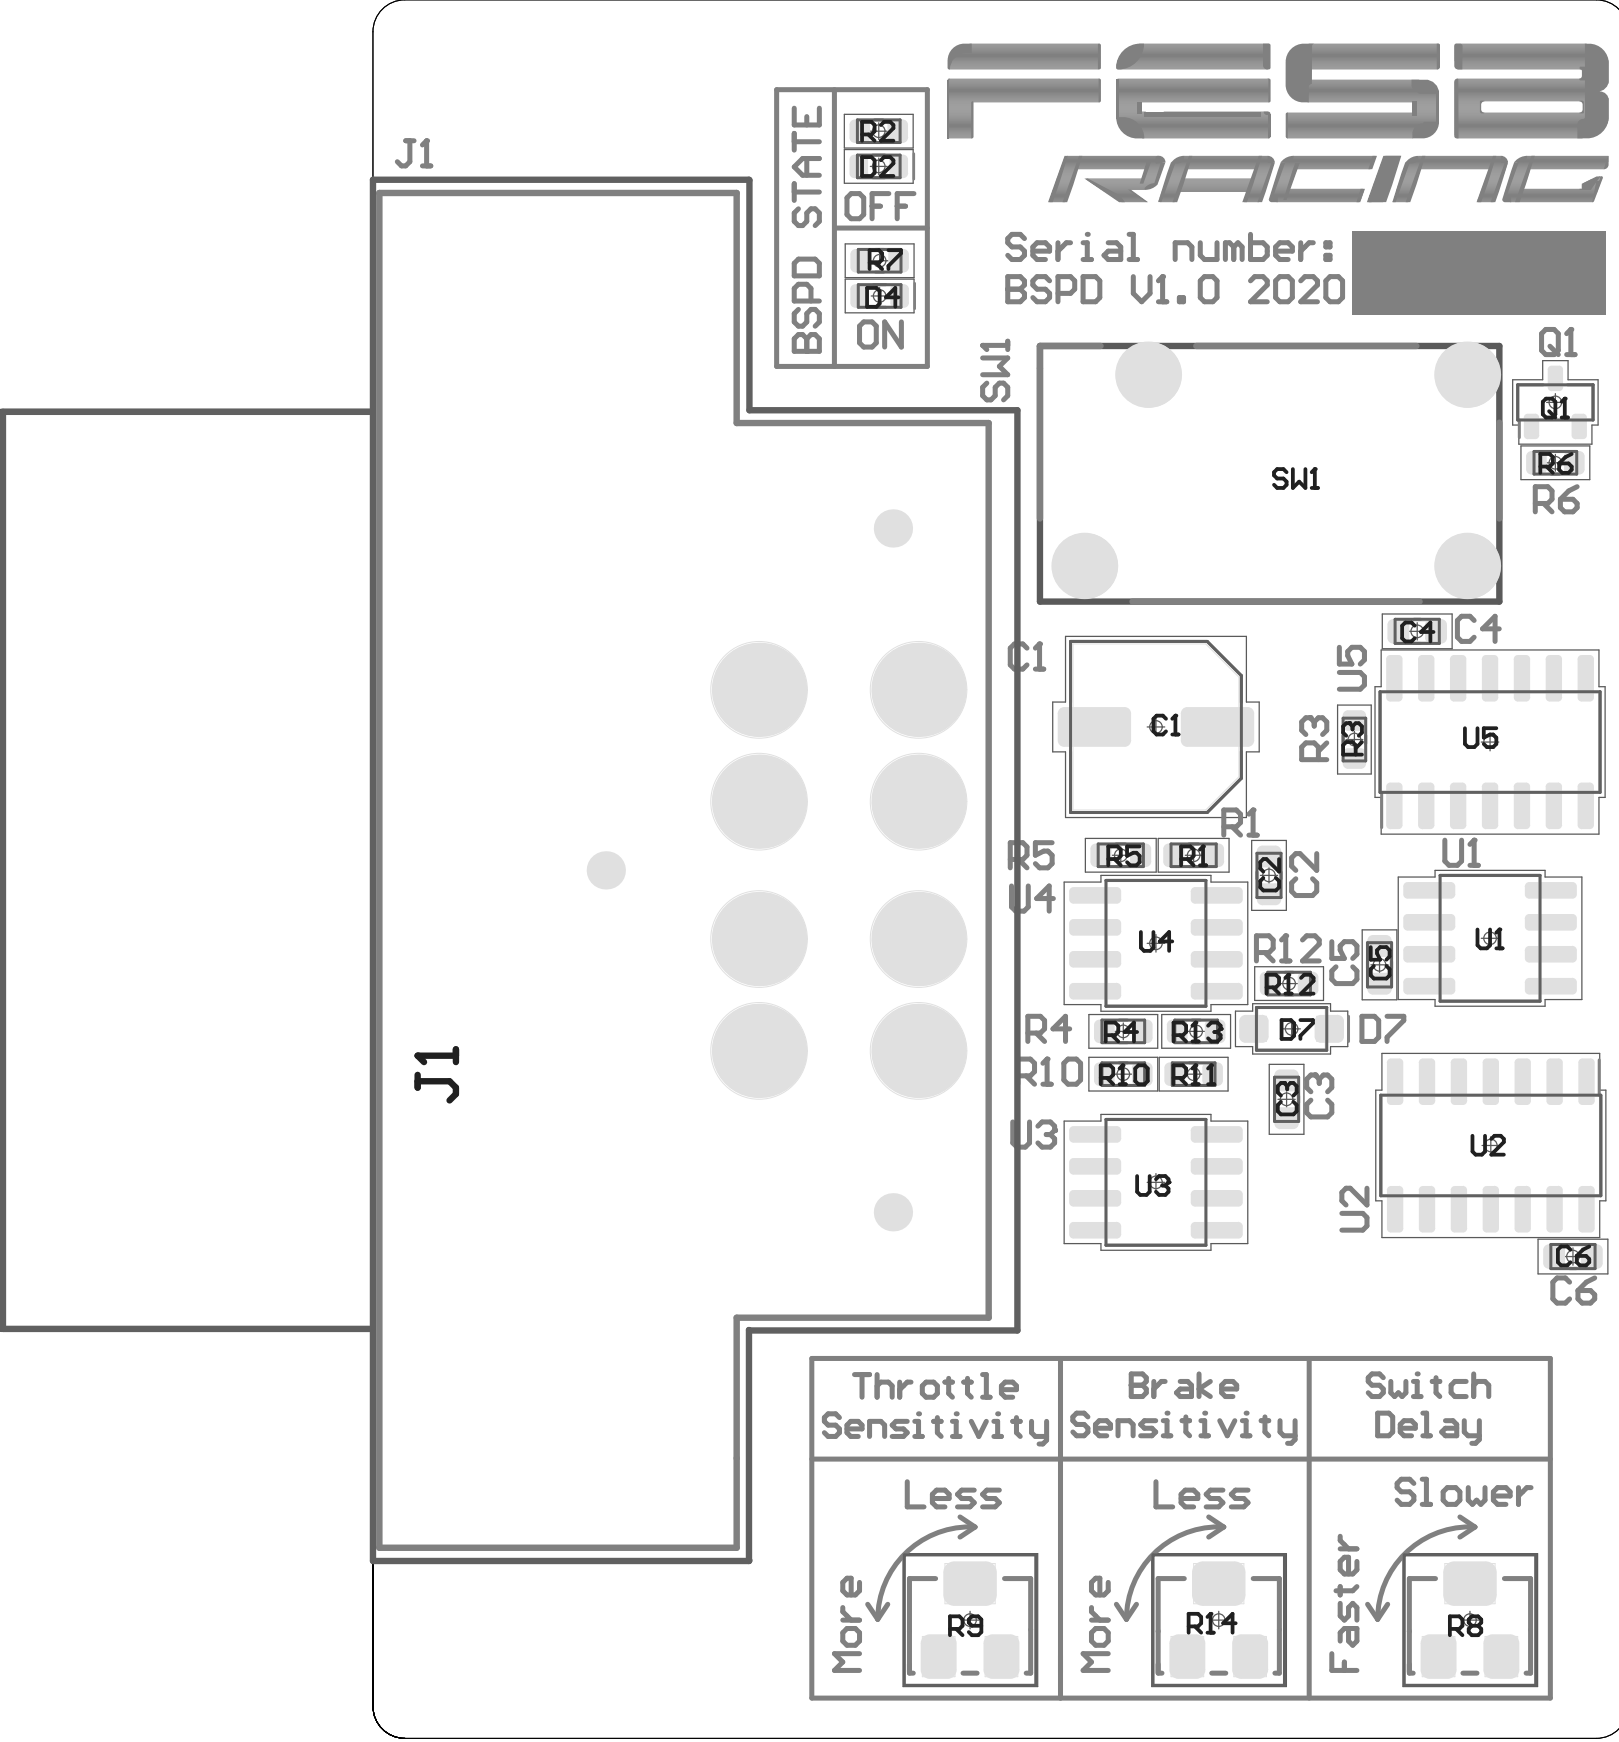 FESB
RACING
Serial number:
BSPD V1.0 2020
J1
BSPD STATE
R2
D2
OFF
R7
D4
ON
SW1
SW1
Q1
Q1
R6
R6
C4
C4
C1
C1
U5
U5
R3
R3
R1
R5
R5
R1
C2
C2
U1
U1
U4
U4
R12
R12
C5
C5
R4
R4
R13
D7
D7
R10
R10
R11
C3
C3
J1
U3
U3
U2
U2
C6
C6
Throttle
Sensitivity
Brake
Sensitivity
Switch
Delay
Less
More
R9
Less
More
R14
Slower
Faster
R8